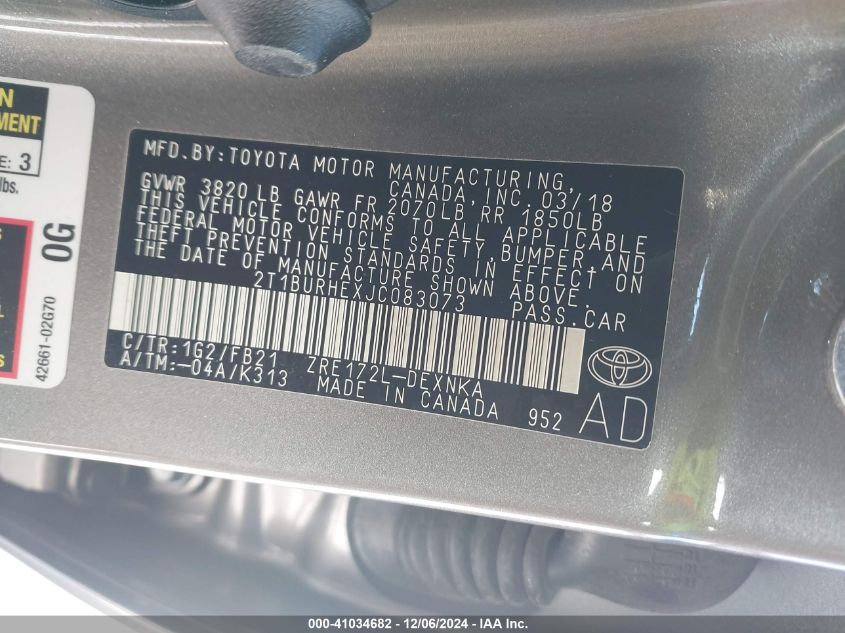 N
MENT
E: 3
lbs.
0G
42661-02G70
s
MFD.BY:TOYOTA MOTOR MANUFACTURING,
CANADA,INC. 03/18
GVWR 3820 LB GAWR FR 2070LB RR 1850LB
THIS VEHICLE CONFORMS TO ALL APPLICABLE
FEDERAL MOTOR VEHICLE SAFETY,BUMPER,AND
THEFT PREVENTION STANDARDS IN EFFECT ON
THE DATE OF MANUFACTURE SHOWN ABOVE.
2T1BURHEXJC083073 PASS.CAR
C/TR:1G2/FB21 ZRE172L-DEXNKA
A/TM:-04A/K313 MADE IN CANADA 952 AD
000-41034682 - 12/06/2024 - IAA Inc.